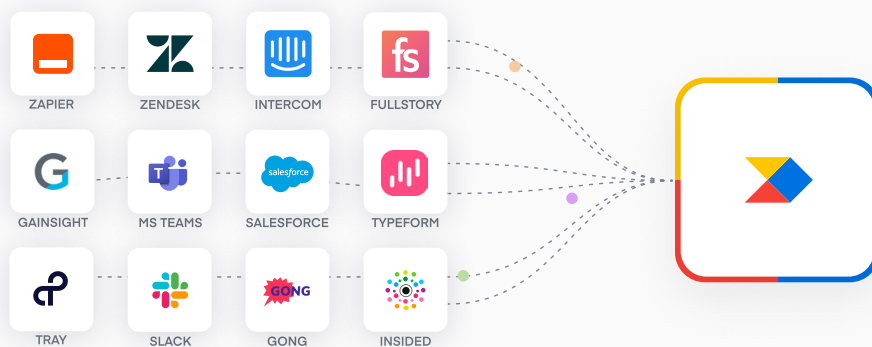 ZAPIER
ZENDESK
INTERCOM
fs
FULLSTORY
GAINSIGHT
T
MS TEAMS
salesforce
SALESFORCE
TYPEFORM
TRAY
SLACK
GONG
GONG
INSIDED